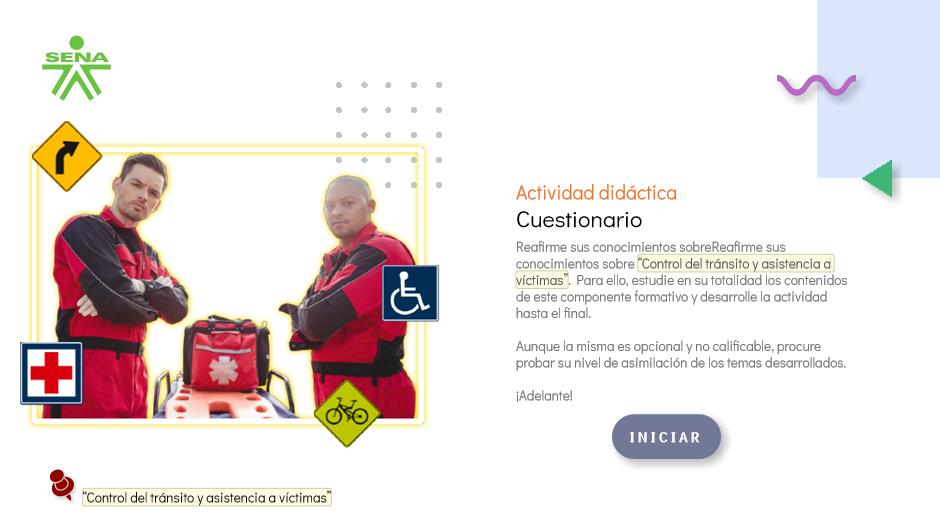 SENA
Actividad didáctica
Cuestionario
Reafirme sus conocimientos sobreReafirme sus
conocimientos sobre “Control del tránsito y asistencia a
víctimas”. Para ello, estudie en su totalidad los contenidos
de este componente formativo y desarrolle la actividad
hasta el final.
Aunque la misma es opcional y no calificable, procure
probar su nivel de asimilación de los temas desarrollados.
¡Adelante!
INICIAR
“Control del tránsito y asistencia a víctimas”